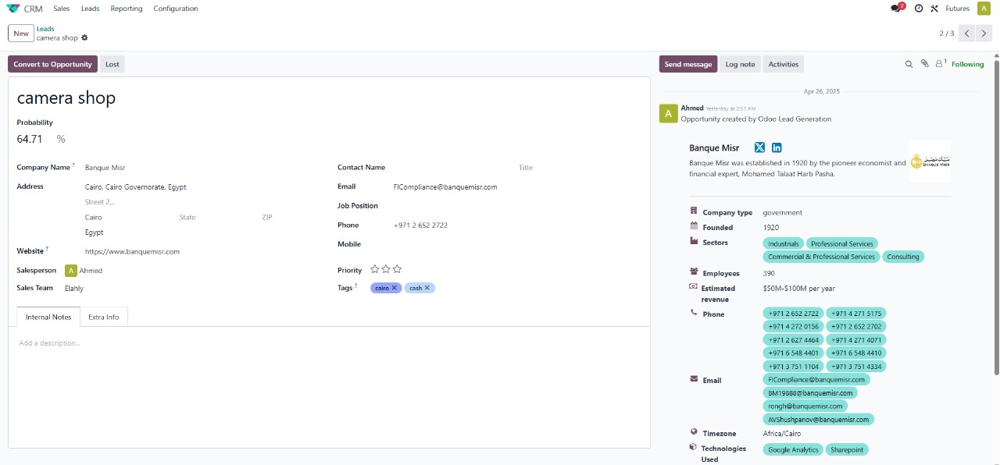 CRM Sales Leads Reporting Configuration
7 Futures A
New Leads
camera shop
2 / 3
Convert to Opportunity Lost
camera shop
Probability
64.71 %
Company Name ? Banque Misr
Address Cairo, Cairo Governorate, Egypt
Street 2...
Cairo State ZIP
Egypt
Website ? https://www.banquemisr.com
Salesperson A Ahmed
Sales Team Elahly
Contact Name Title
Email FICompliance@banquemisr.com
Job Position
Phone +971 2 652 2722
Mobile
Priority
Tags ? cairo × cash ×
Internal Notes Extra Info
Add a description...
Send message Log note Activities
1 Following
Apr 26, 2025
A Ahmed Yesterday at 2:57 AM
Opportunity created by Odoo Lead Generation
Banque Misr X in
Banque Misr was established in 1920 by the pioneer economist and
financial expert, Mohamed Talaat Harb Pasha.
بنك مصر
BANQUE MISR
Company type government
Founded 1920
Sectors Industrials Professional Services
Commercial & Professional Services Consulting
Employees 390
Estimated revenue $50M-$100M per year
Phone +971 2 652 2722 +971 4 271 5175
+971 4 272 0156 +971 2 652 2702
+971 2 627 4464 +971 4 271 4071
+971 6 548 4401 +971 6 548 4410
+971 3 751 1104 +971 3 751 4334
Email FICompliance@banquemisr.com
BM19888@banquemisr.com
rongh@banquemisr.com
AVShushpanov@banquemisr.com
Timezone Africa/Cairo
Technologies Used Google Analytics Sharepoint